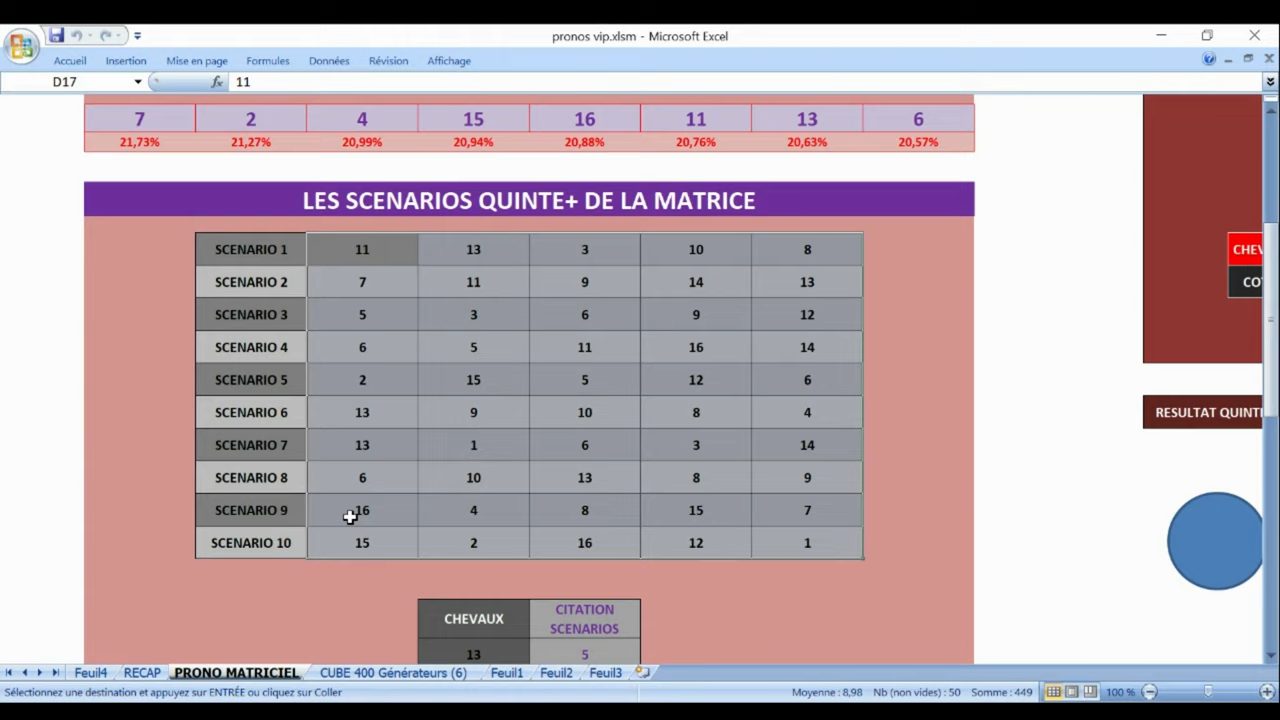 pronos vip.xlsm - Microsoft Excel
Accueil Insertion Mise en page Formules Données Révision Affichage
D17 fx 11
7 2 4 15 16 11 13 6
21,73% 21,27% 20,99% 20,94% 20,88% 20,76% 20,63% 20,57%
LES SCENARIOS QUINTE+ DE LA MATRICE
SCENARIO 1 11 13 3 10 8
SCENARIO 2 7 11 9 14 13
SCENARIO 3 5 3 6 9 12
SCENARIO 4 6 5 11 16 14
SCENARIO 5 2 15 5 12 6
SCENARIO 6 13 9 10 8 4
SCENARIO 7 13 1 6 3 14
SCENARIO 8 6 10 13 8 9
SCENARIO 9 16 4 8 15 7
SCENARIO 10 15 2 16 12 1
CHEV
CO
RESULTAT QUINT
CHEVAUX CITATION
SCENARIOS
13 5
Feuil4 RECAP PRONO MATRICIEL CUBE 400 Générateurs (6) Feuil1 Feuil2 Feuil3
Sélectionnez une destination et appuyez sur ENTRÉE ou cliquez sur Coller Moyenne : 8,98 Nb (non vides) : 50 Somme : 449 100 %